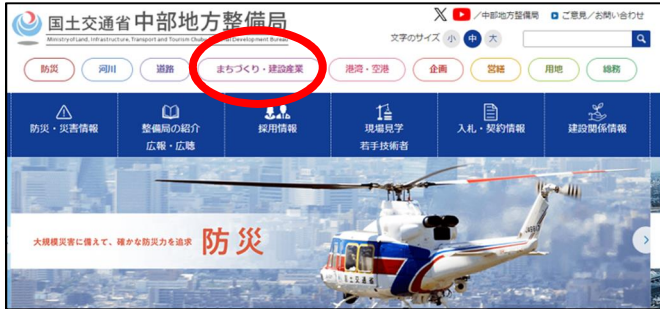 国土交通省 中部地方整備局
Ministry of Land, Infrastructure, Transport and Tourism Chubu Regional Development Bureau
/中部地方整備局 ご意見/お問い合わせ
文字のサイズ 小 中 大
防災 河川 道路 まちづくり・建設産業 港湾・空港 企画 営繕 用地 総務
防災・災害情報 整備局の紹介 採用情報 現場見学 入札・契約情報 建設関係情報
広報・広聴 若手技術者
大規模災害に備えて、確かな防災力を追求 防災
国土交通省